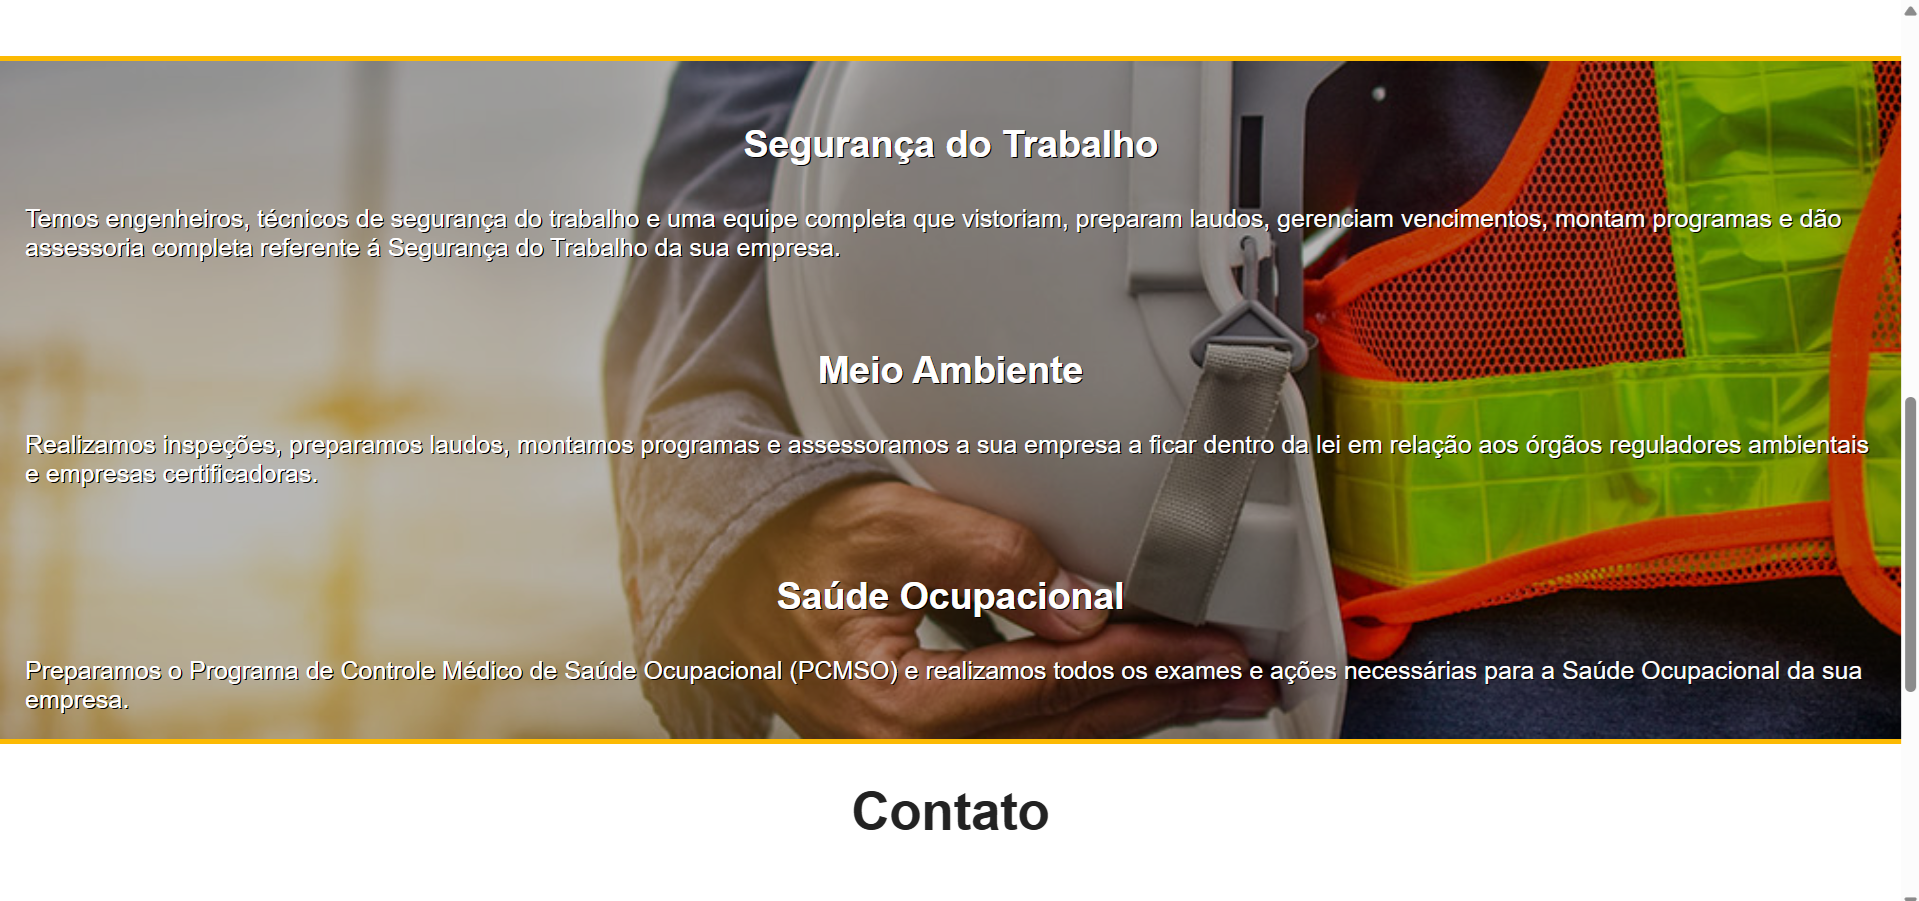 Segurança do Trabalho
Temos engenheiros, técnicos de segurança do trabalho e uma equipe completa que vistoriam, preparam laudos, gerenciam vencimentos, montam programas e dão
assessoria completa referente á Segurança do Trabalho da sua empresa.
Meio Ambiente
Realizamos inspeções, preparamos laudos, montamos programas e assessoramos a sua empresa a ficar dentro da lei em relação aos órgãos reguladores ambientais
e empresas certificadoras.
Saúde Ocupacional
Preparamos o Programa de Controle Médico de Saúde Ocupacional (PCMSO) e realizamos todos os exames e ações necessárias para a Saúde Ocupacional da sua
empresa.
Contato